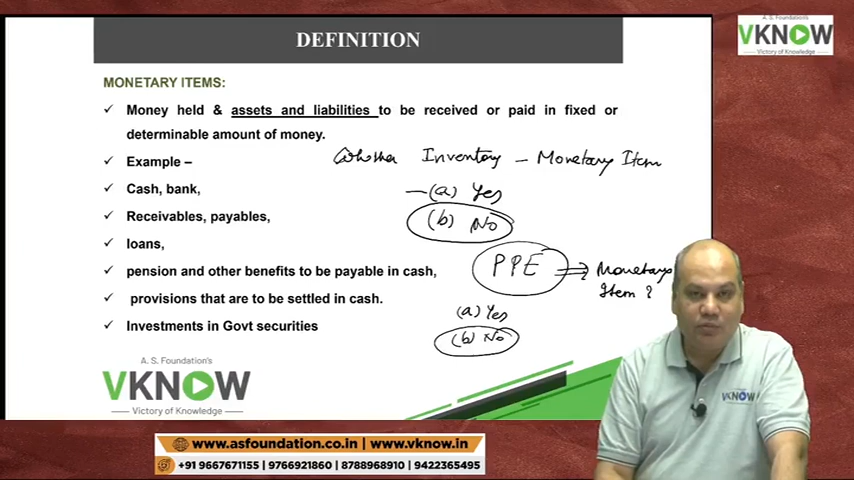 A. S. Foundation's
VKNOW
Victory of Knowledge
DEFINITION
MONETARY ITEMS:
✓ Money held & assets and liabilities to be received or paid in fixed or
determinable amount of money.
✓ Example –
✓ Cash, bank,
✓ Receivables, payables,
✓ loans,
✓ pension and other benefits to be payable in cash,
✓ provisions that are to be settled in cash.
✓ Investments in Govt securities
Whether Inventory – Monetary Item
(a) Yes
(b) No
PPE ⇒ Monetary
Item ?
(a) Yes
(b) No
A. S. Foundation's
VKNOW
Victory of Knowledge
VKNOW
www.asfoundation.co.in | www.vknow.in
+91 9667671155 | 9766921860 | 8788968910 | 9422365495